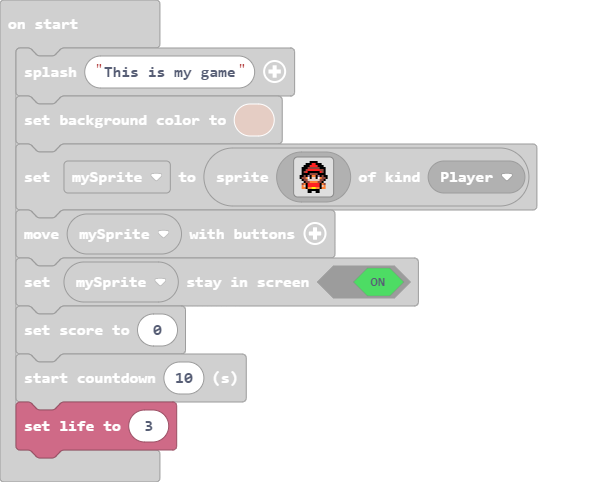 on start
splash "This is my game"
set background color to
set mySprite to sprite of kind Player
move mySprite with buttons
set mySprite stay in screen ON
set score to 0
start countdown 10 (s)
set life to 3